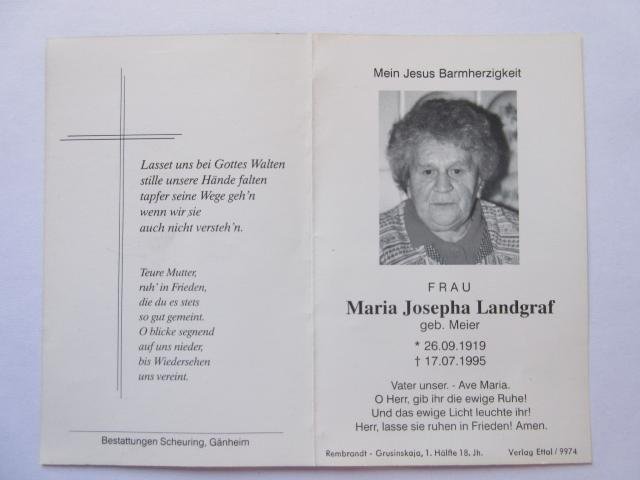 Lasset uns bei Gottes Walten
stille unsere Hände falten
tapfer seine Wege geh'n
wenn wir sie
auch nicht versteh'n.
Teure Mutter,
ruh' in Frieden,
die du es stets
so gut gemeint.
O blicke segnend
auf uns nieder,
bis Wiedersehen
uns vereint.
Bestattungen Scheuring, Gänheim
Mein Jesus Barmherzigkeit
FRAU
Maria Josepha Landgraf
geb. Meier
* 26.09.1919
† 17.07.1995
Vater unser. - Ave Maria.
O Herr, gib ihr die ewige Ruhe!
Und das ewige Licht leuchte ihr!
Herr, lasse sie ruhen in Frieden! Amen.
Rembrandt - Grusinskaja, 1. Hälfte 18. Jh. Verlag Ettal / 9974